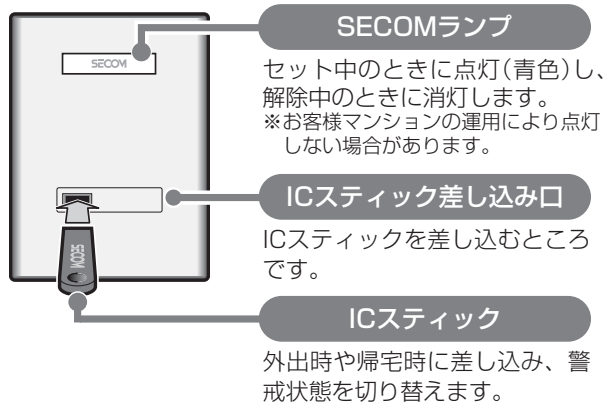 SECOM
SECOMランプ
セット中のときに点灯(青色)し、
解除中のときに消灯します。
※お客様マンションの運用により点灯
しない場合があります。
ICスティック差し込み口
ICスティックを差し込むところ
です。
SECOM
ICスティック
外出時や帰宅時に差し込み、警
戒状態を切り替えます。